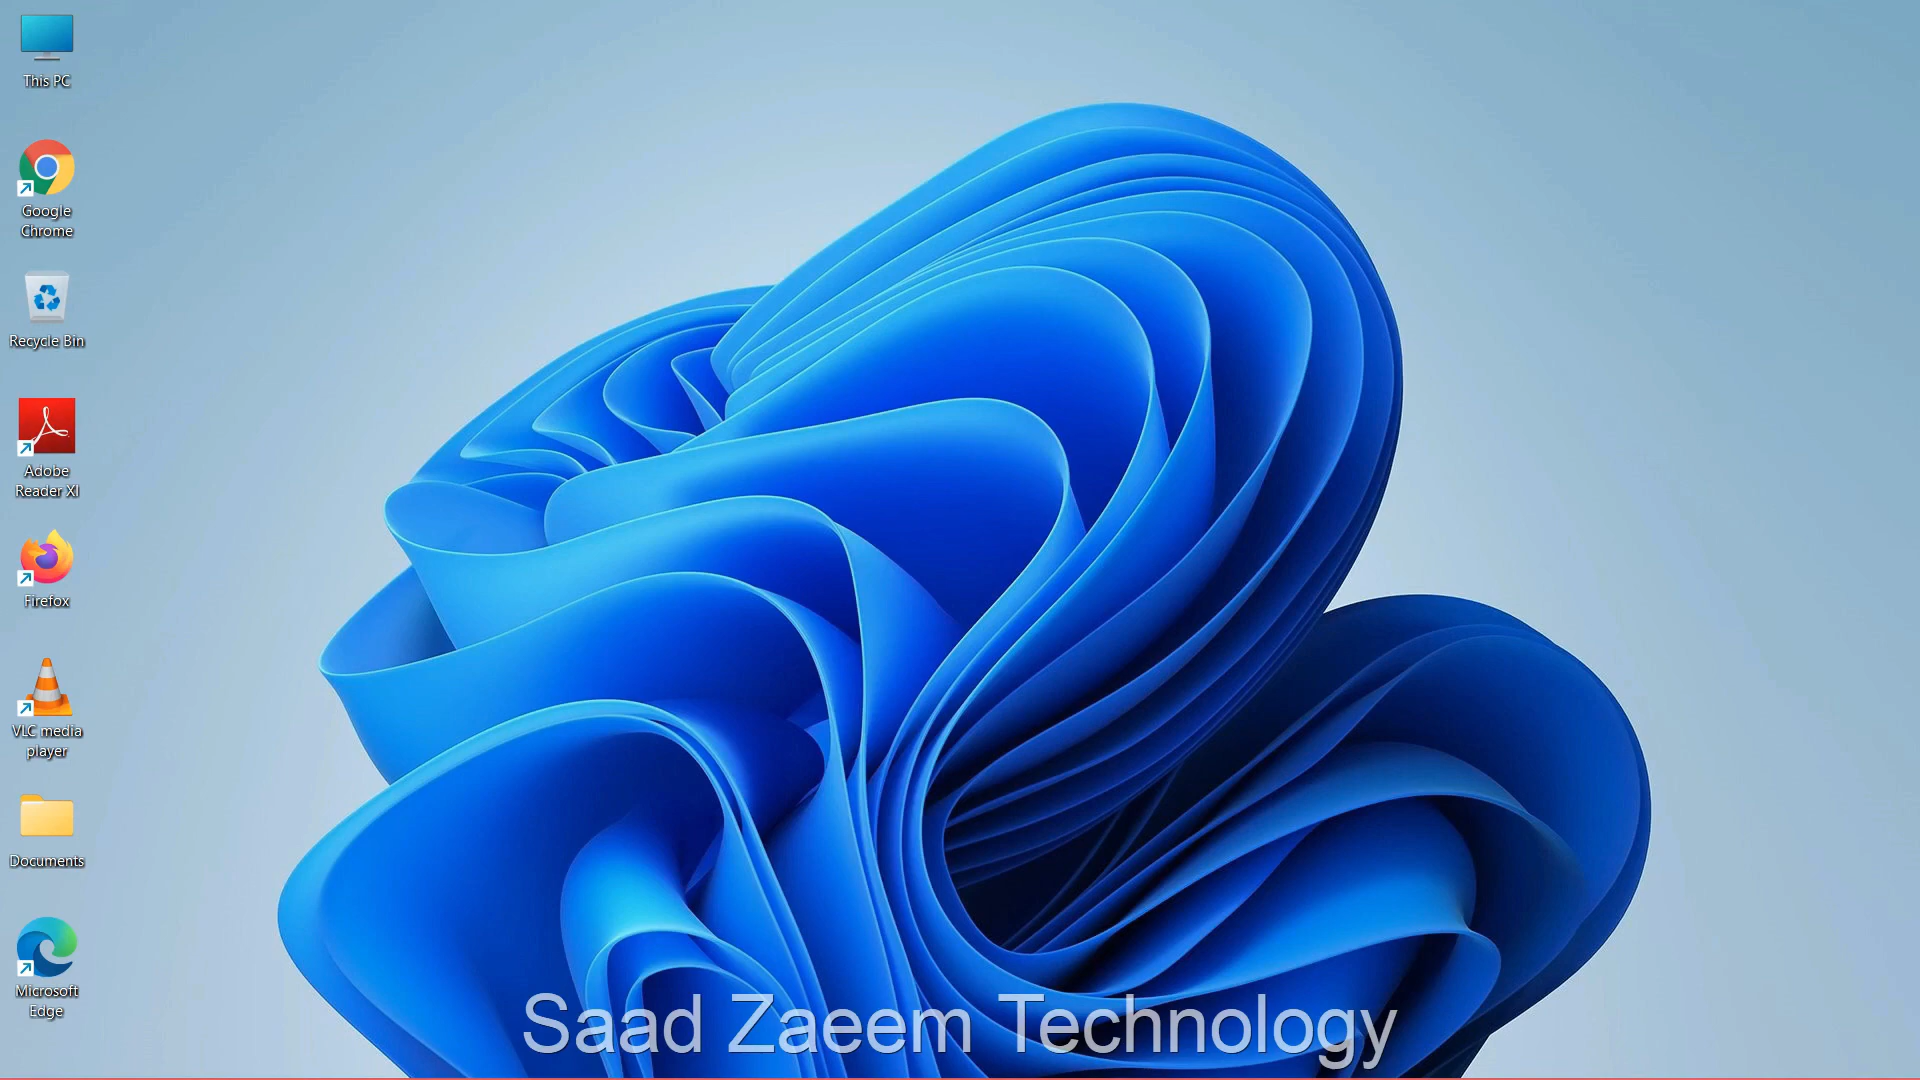 This PC
Google
Chrome
Recycle Bin
Adobe
Reader XI
Firefox
VLC media
player
Documents
Microsoft
Edge
Saad Zaeem Technology